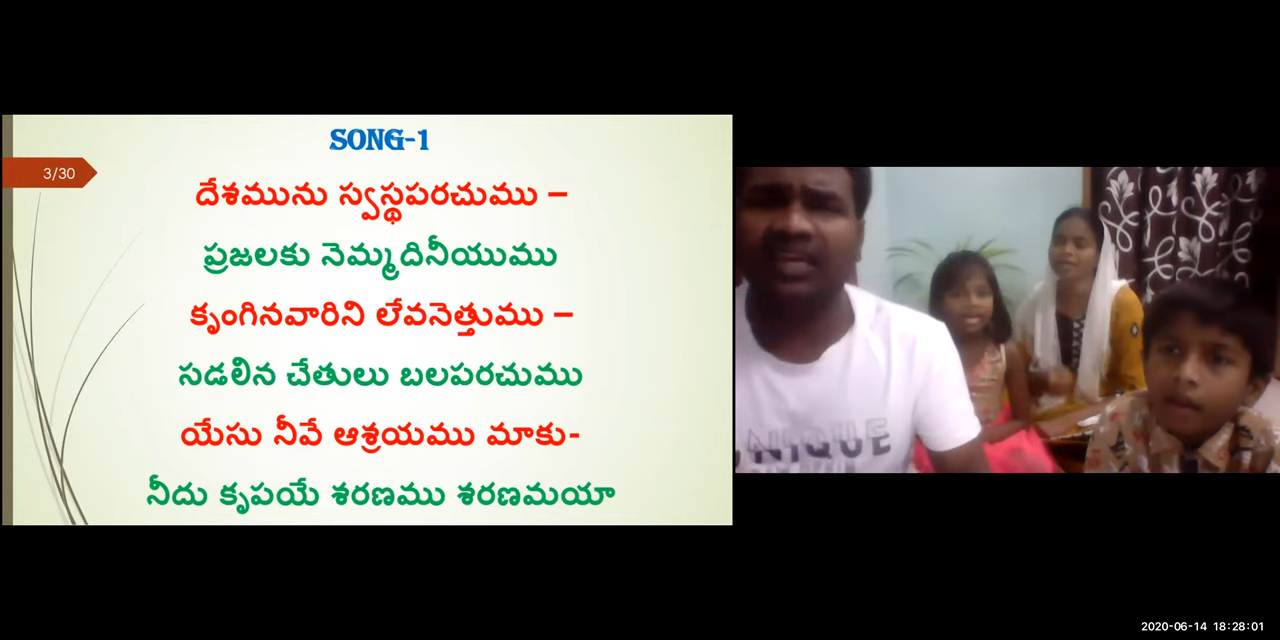 SONG-1
3/30
దేశమును స్వస్థపరచుము –
ప్రజలకు నెమ్మదినీయుము
కృంగినవారిని లేవనెత్తుము –
సడలిన చేతులు బలపరచుము
యేసు నీవే ఆశ్రయము మాకు-
నీదు కృపయే శరణము శరణమయా
UNIQUE
2020-06-14 18:28:01